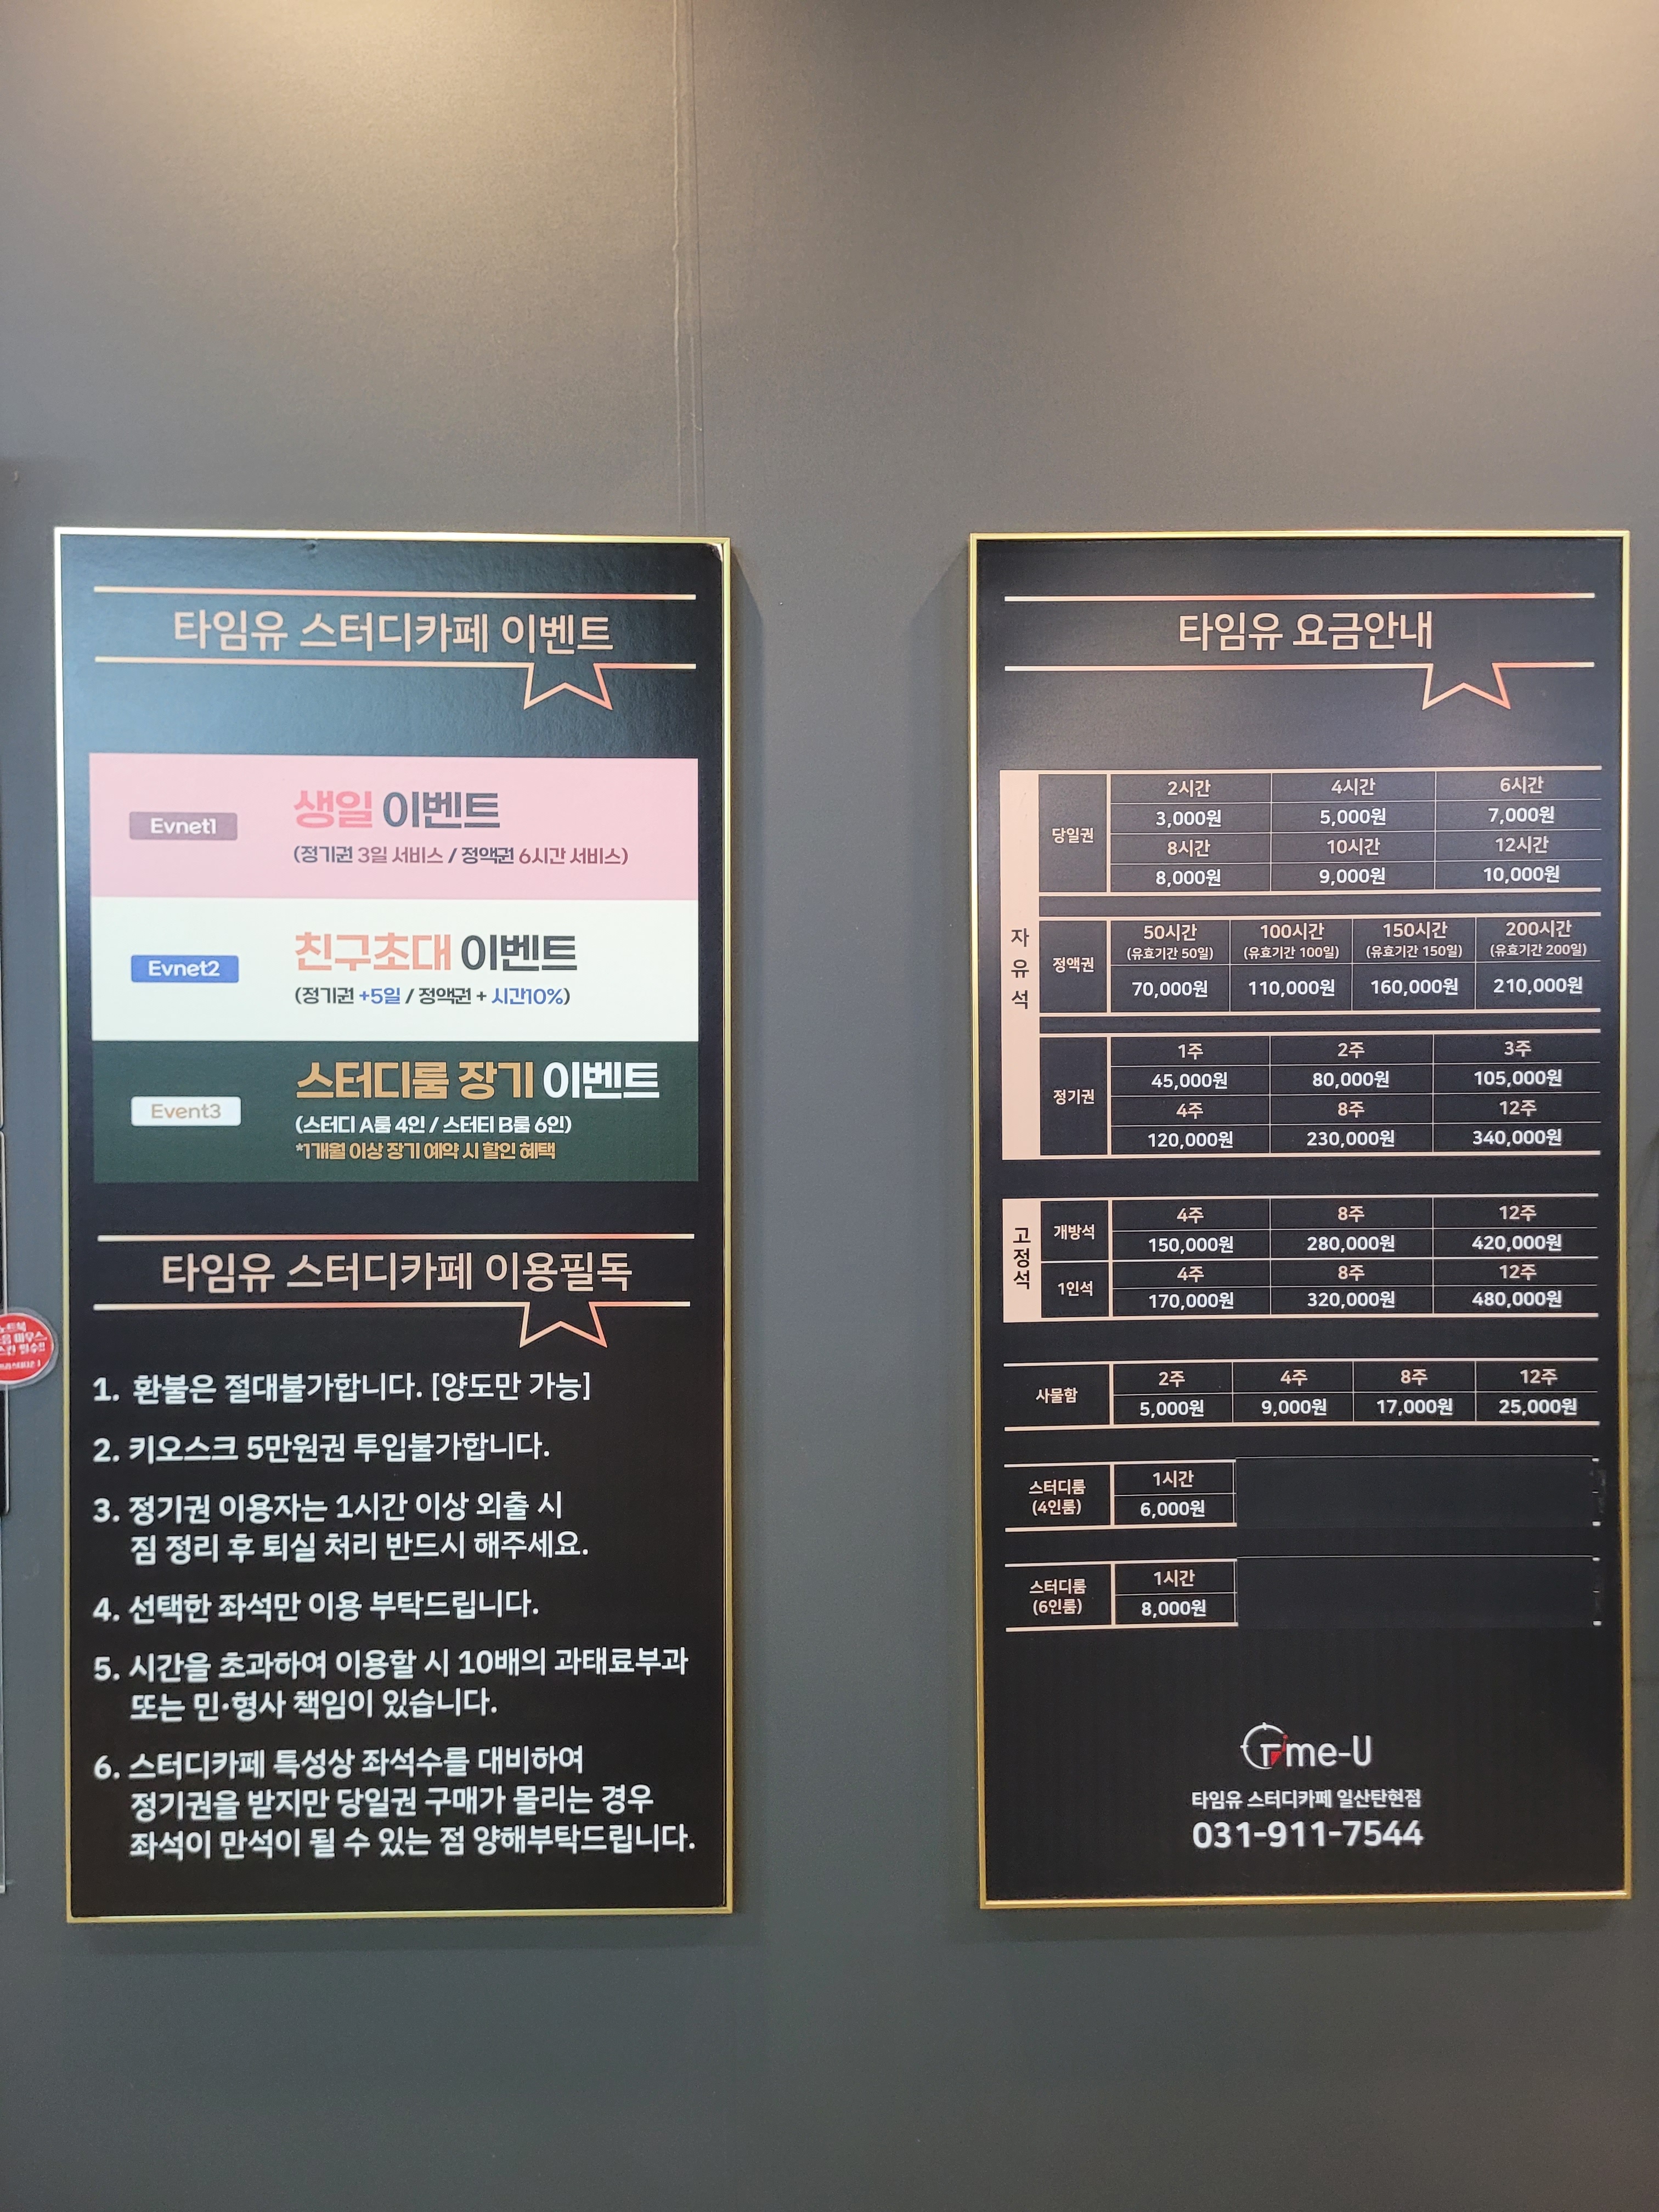 타임유 스터디카페 이벤트
Evnet1
생일 이벤트
(정기권 3일 서비스 / 정액권 6시간 서비스)
Evnet2
친구초대 이벤트
(정기권 +5일 / 정액권 + 시간10%)
Event3
스터디룸 장기 이벤트
(스터디 A룸 4인 / 스터티 B룸 6인)
*1개월 이상 장기 예약 시 할인 혜택
타임유 스터디카페 이용필독
1. 환불은 절대불가합니다. [양도만 가능]
2. 키오스크 5만원권 투입불가합니다.
3. 정기권 이용자는 1시간 이상 외출 시
짐 정리 후 퇴실 처리 반드시 해주세요.
4. 선택한 좌석만 이용 부탁드립니다.
5. 시간을 초과하여 이용할 시 10배의 과태료부과
또는 민·형사 책임이 있습니다.
6. 스터디카페 특성상 좌석수를 대비하여
정기권을 받지만 당일권 구매가 몰리는 경우
좌석이 만석이 될 수 있는 점 양해부탁드립니다.
타임유 요금안내
자유석
당일권
2시간 4시간 6시간
3,000원 5,000원 7,000원
8시간 10시간 12시간
8,000원 9,000원 10,000원
정액권
50시간 100시간 150시간 200시간
(유효기간 50일) (유효기간 100일) (유효기간 150일) (유효기간 200일)
70,000원 110,000원 160,000원 210,000원
정기권
1주 2주 3주
45,000원 80,000원 105,000원
4주 8주 12주
120,000원 230,000원 340,000원
고정석
개방석
4주 8주 12주
150,000원 280,000원 420,000원
1인석
4주 8주 12주
170,000원 320,000원 480,000원
사물함
2주 4주 8주 12주
5,000원 9,000원 17,000원 25,000원
스터디룸
(4인룸)
1시간
6,000원
스터디룸
(6인룸)
1시간
8,000원
Time-U
타임유 스터디카페 일산탄현점
031-911-7544